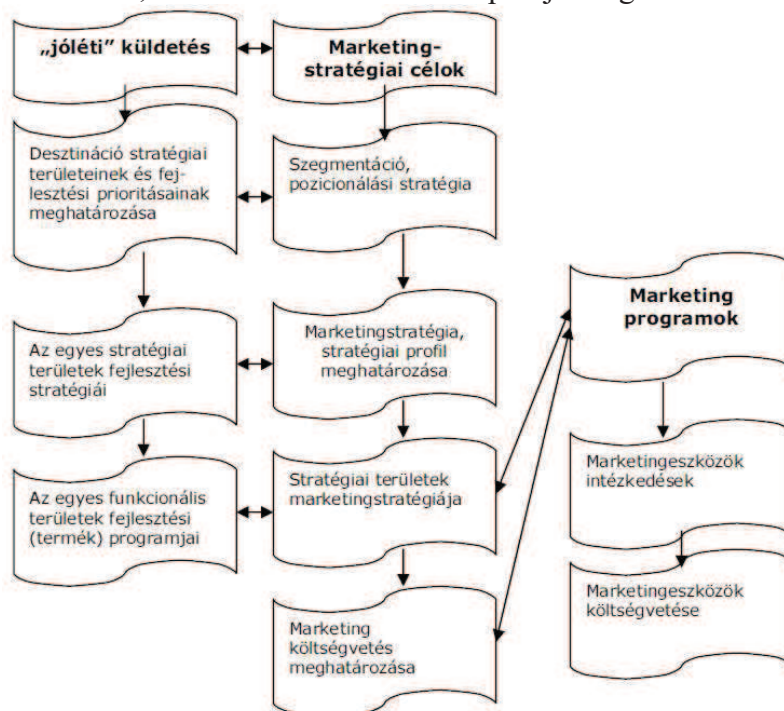 „jóléti” küldetés
Marketing-
stratégiai célok
Desztináció stratégiai
területeinek és fej-
lesztési prioritásainak
meghatározása
Szegmentáció,
pozicionálási stratégia
Az egyes stratégiai
területek fejlesztési
stratégiái
Marketingstratégia,
stratégiai profil
meghatározása
Az egyes funkcionális
területek fejlesztési
(termék) programjai
Stratégiai területek
marketingstratégiája
Marketing
költségvetés
meghatározása
Marketing
programok
Marketingeszközök
intézkedések
Marketingeszközök
költségvetése